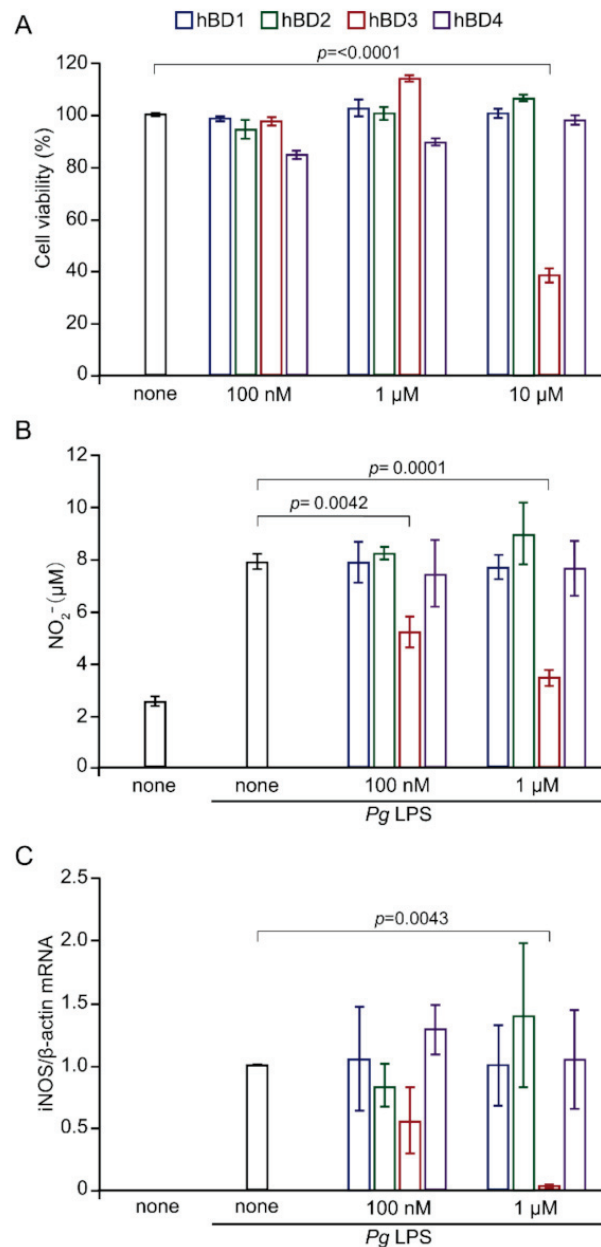 A
hBD1 hBD2 hBD3 hBD4
p=<0.0001
Cell viability (%)
120
100
80
60
40
20
0
none 100 nM 1 µM 10 µM
B
p= 0.0001
p= 0.0042
NO₂⁻ (µM)
12
10
8
6
4
2
0
none none 100 nM 1 µM
Pg LPS
C
p=0.0043
iNOS/β-actin mRNA
2.5
2.0
1.5
1.0
0.5
0
none none 100 nM 1 µM
Pg LPS